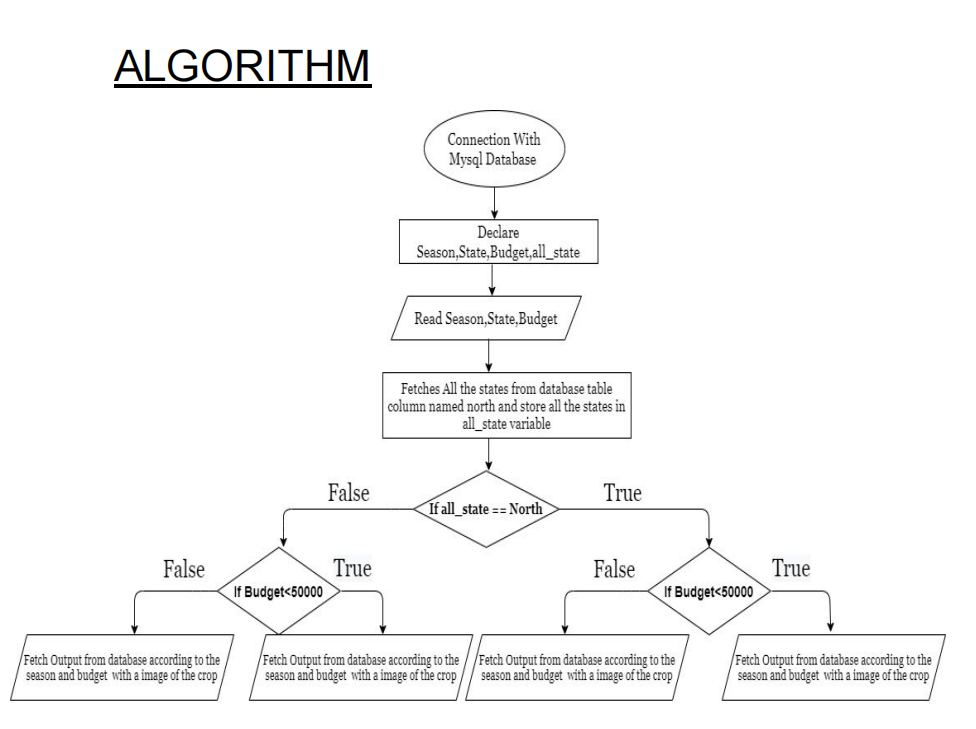 ALGORITHM
Connection With
Mysql Database
Declare
Season,State,Budget,all_state
Read Season,State,Budget
Fetches All the states from database table
column named north and store all the states in
all_state variable
False
If all_state == North
True
False
If Budget<50000
True
False
If Budget<50000
True
Fetch Output from database according to the
season and budget with a image of the crop
Fetch Output from database according to the
season and budget with a image of the crop
Fetch Output from database according to the
season and budget with a image of the crop
Fetch Output from database according to the
season and budget with a image of the crop